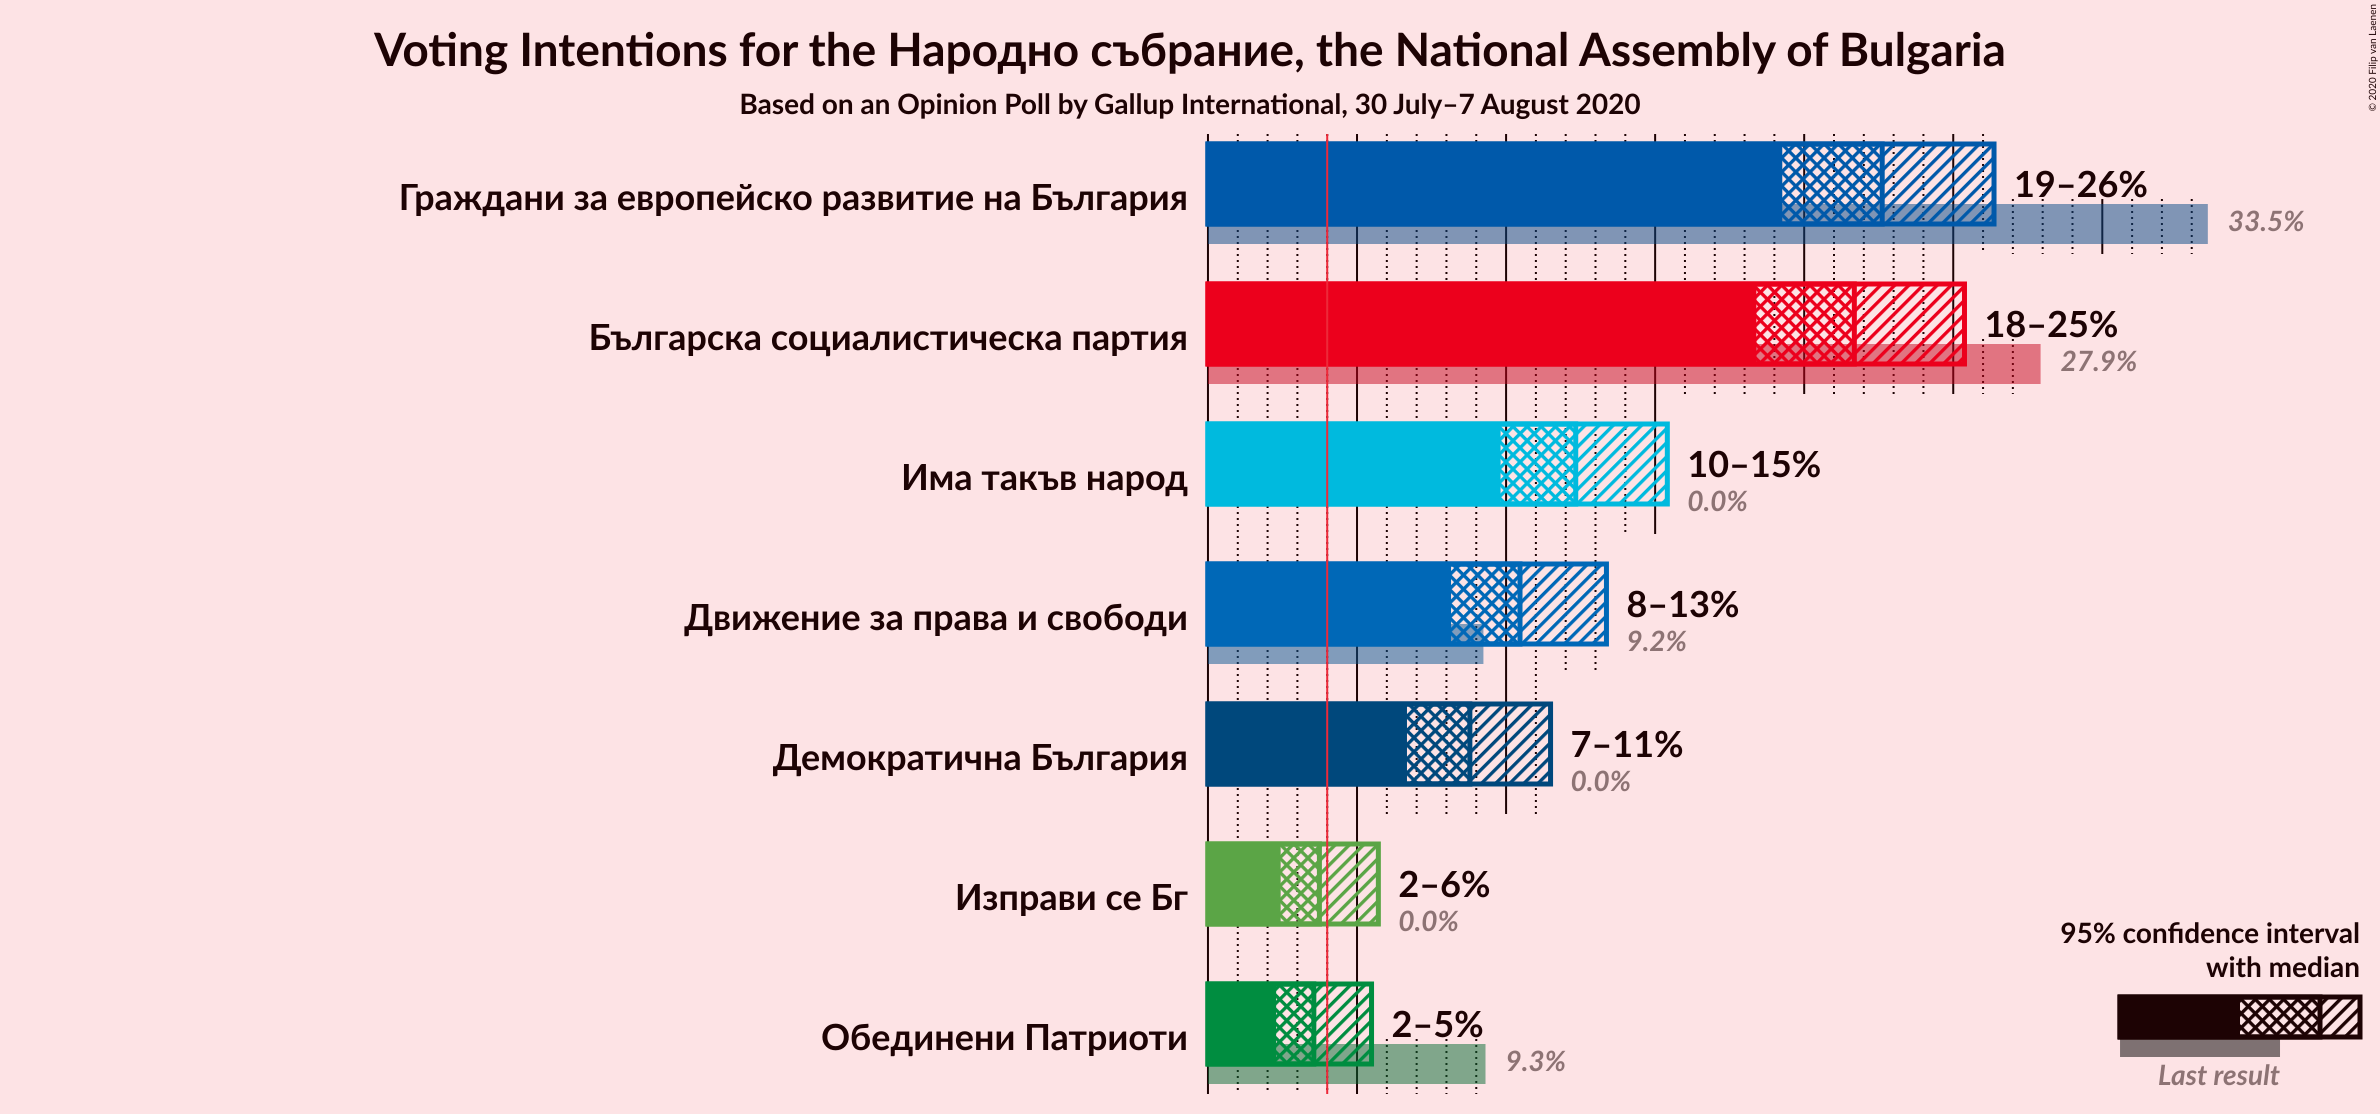 Voting Intentions for the Народно събрание, the National Assembly of Bulgaria
Based on an Opinion Poll by Gallup International, 30 July–7 August 2020
© 2020 Filip van Laenen
Граждани за европейско развитие на България
19–26%
33.5%
Българска социалистическа партия
18–25%
27.9%
Има такъв народ
10–15%
0.0%
Движение за права и свободи
8–13%
9.2%
Демократична България
7–11%
0.0%
Изправи се Бг
2–6%
0.0%
Обединени Патриоти
2–5%
9.3%
95% confidence interval
with median
Last result